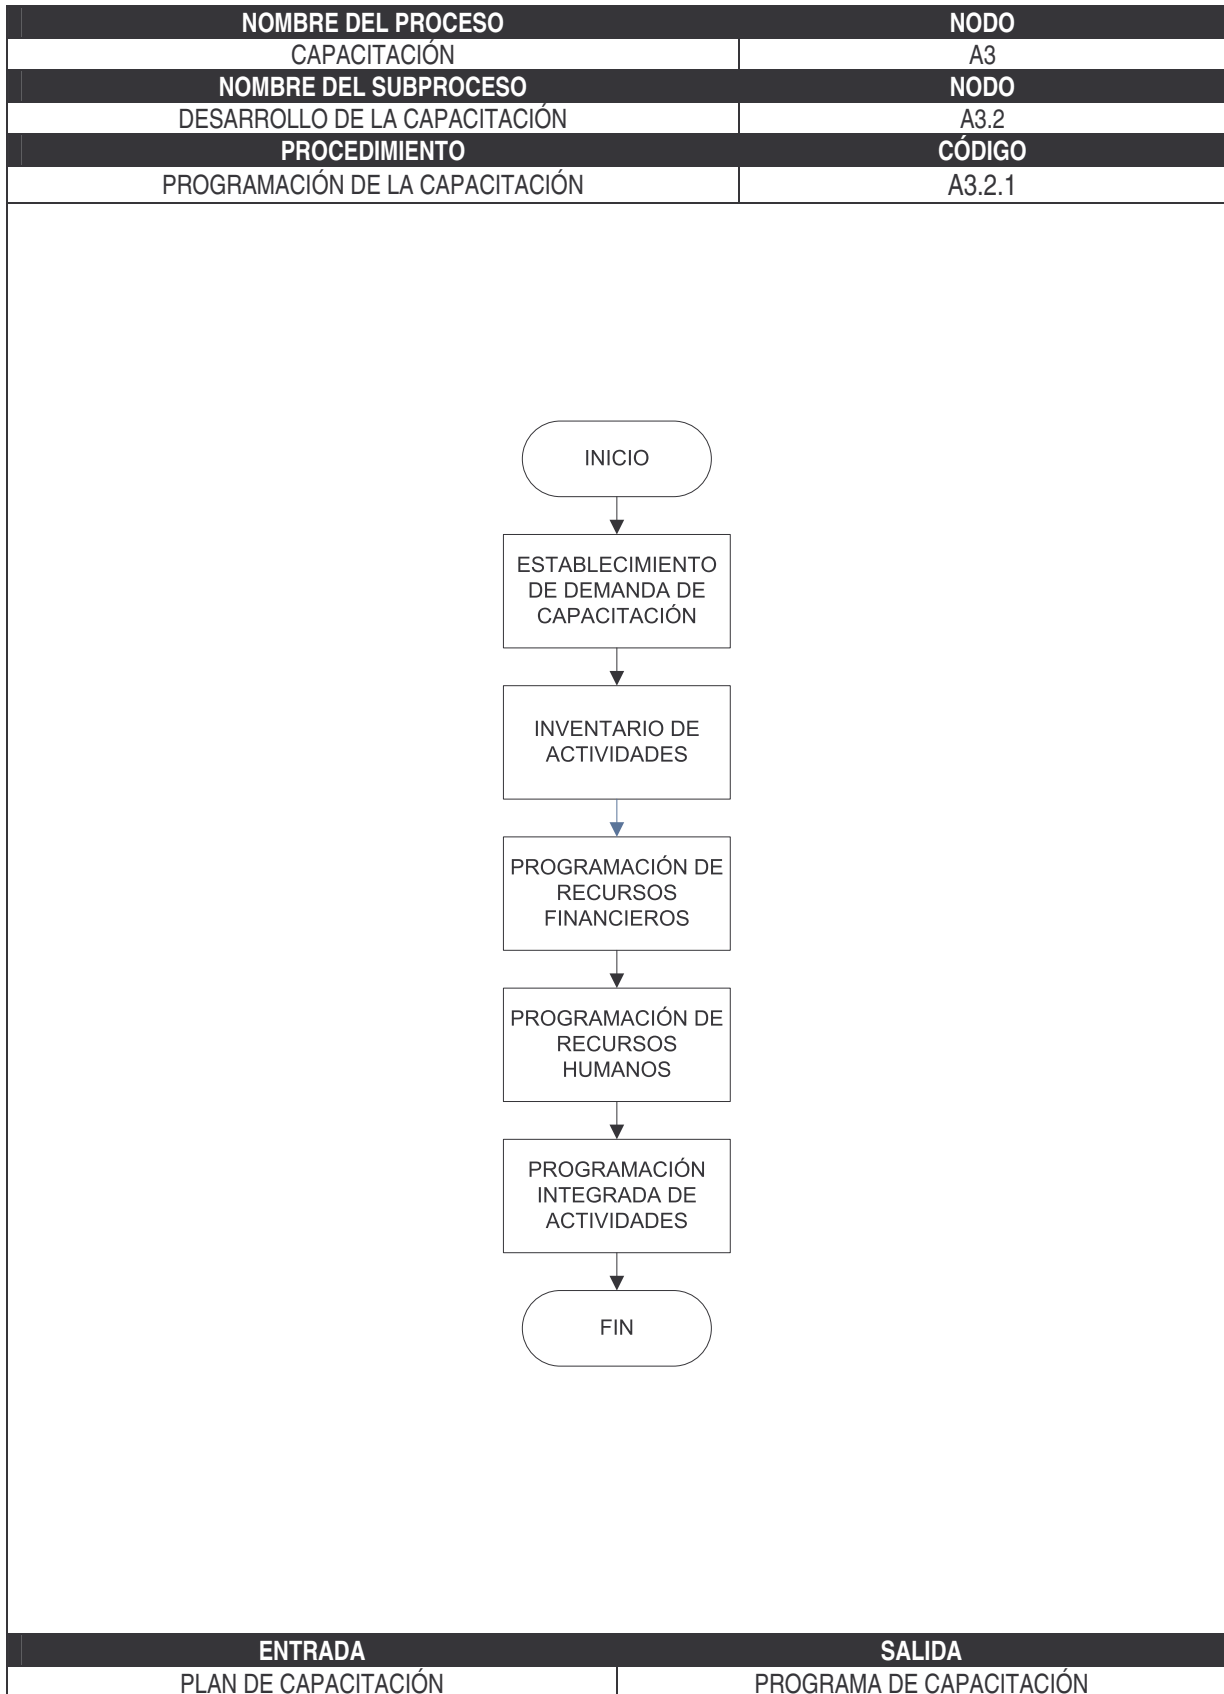 NOMBRE DEL PROCESO NODO
CAPACITACIÓN A3
NOMBRE DEL SUBPROCESO NODO
DESARROLLO DE LA CAPACITACIÓN A3.2
PROCEDIMIENTO CÓDIGO
PROGRAMACIÓN DE LA CAPACITACIÓN A3.2.1
INICIO
ESTABLECIMIENTO
DE DEMANDA DE
CAPACITACIÓN
INVENTARIO DE
ACTIVIDADES
PROGRAMACIÓN DE
RECURSOS
FINANCIEROS
PROGRAMACIÓN DE
RECURSOS
HUMANOS
PROGRAMACIÓN
INTEGRADA DE
ACTIVIDADES
FIN
ENTRADA SALIDA
PLAN DE CAPACITACIÓN PROGRAMA DE CAPACITACIÓN